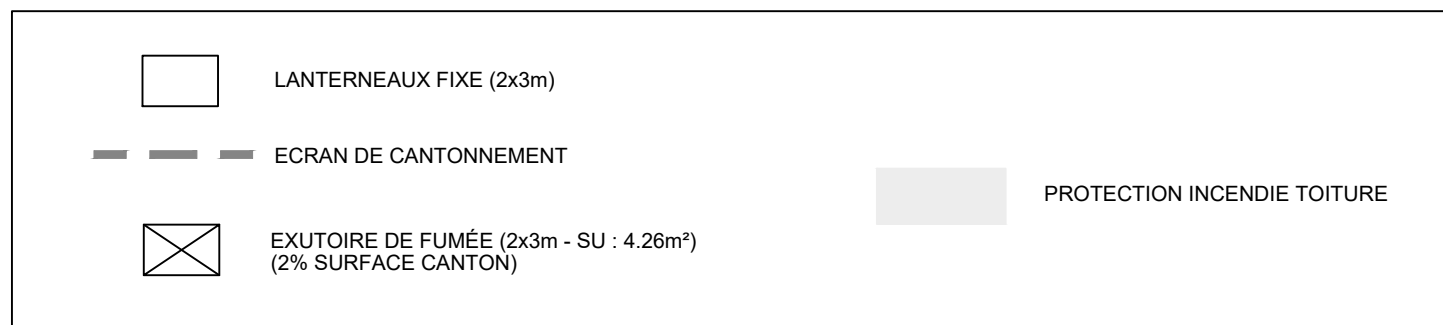 LANTERNEAUX FIXE (2x3m)
ECRAN DE CANTONNEMENT
EXUTOIRE DE FUMÉE (2x3m - SU : 4.26m²)
(2% SURFACE CANTON)
PROTECTION INCENDIE TOITURE